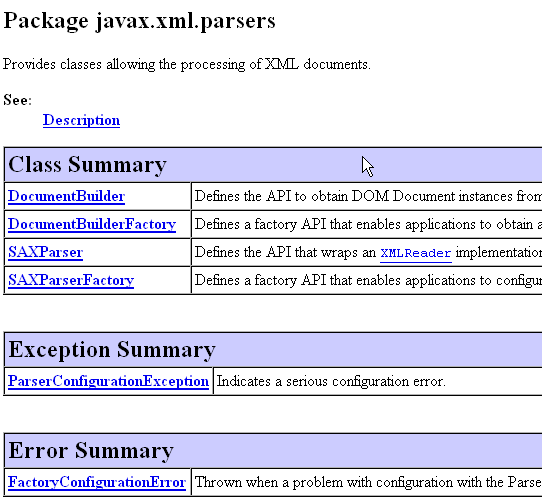 Package javax.xml.parsers
Provides classes allowing the processing of XML documents.
See:
Description
Class Summary
DocumentBuilder Defines the API to obtain DOM Document instances from
DocumentBuilderFactory Defines a factory API that enables applications to obtain a
SAXParser Defines the API that wraps an XMLReader implementation
SAXParserFactory Defines a factory API that enables applications to configu
Exception Summary
ParserConfigurationException Indicates a serious configuration error.
Error Summary
FactoryConfigurationError Thrown when a problem with configuration with the Parse